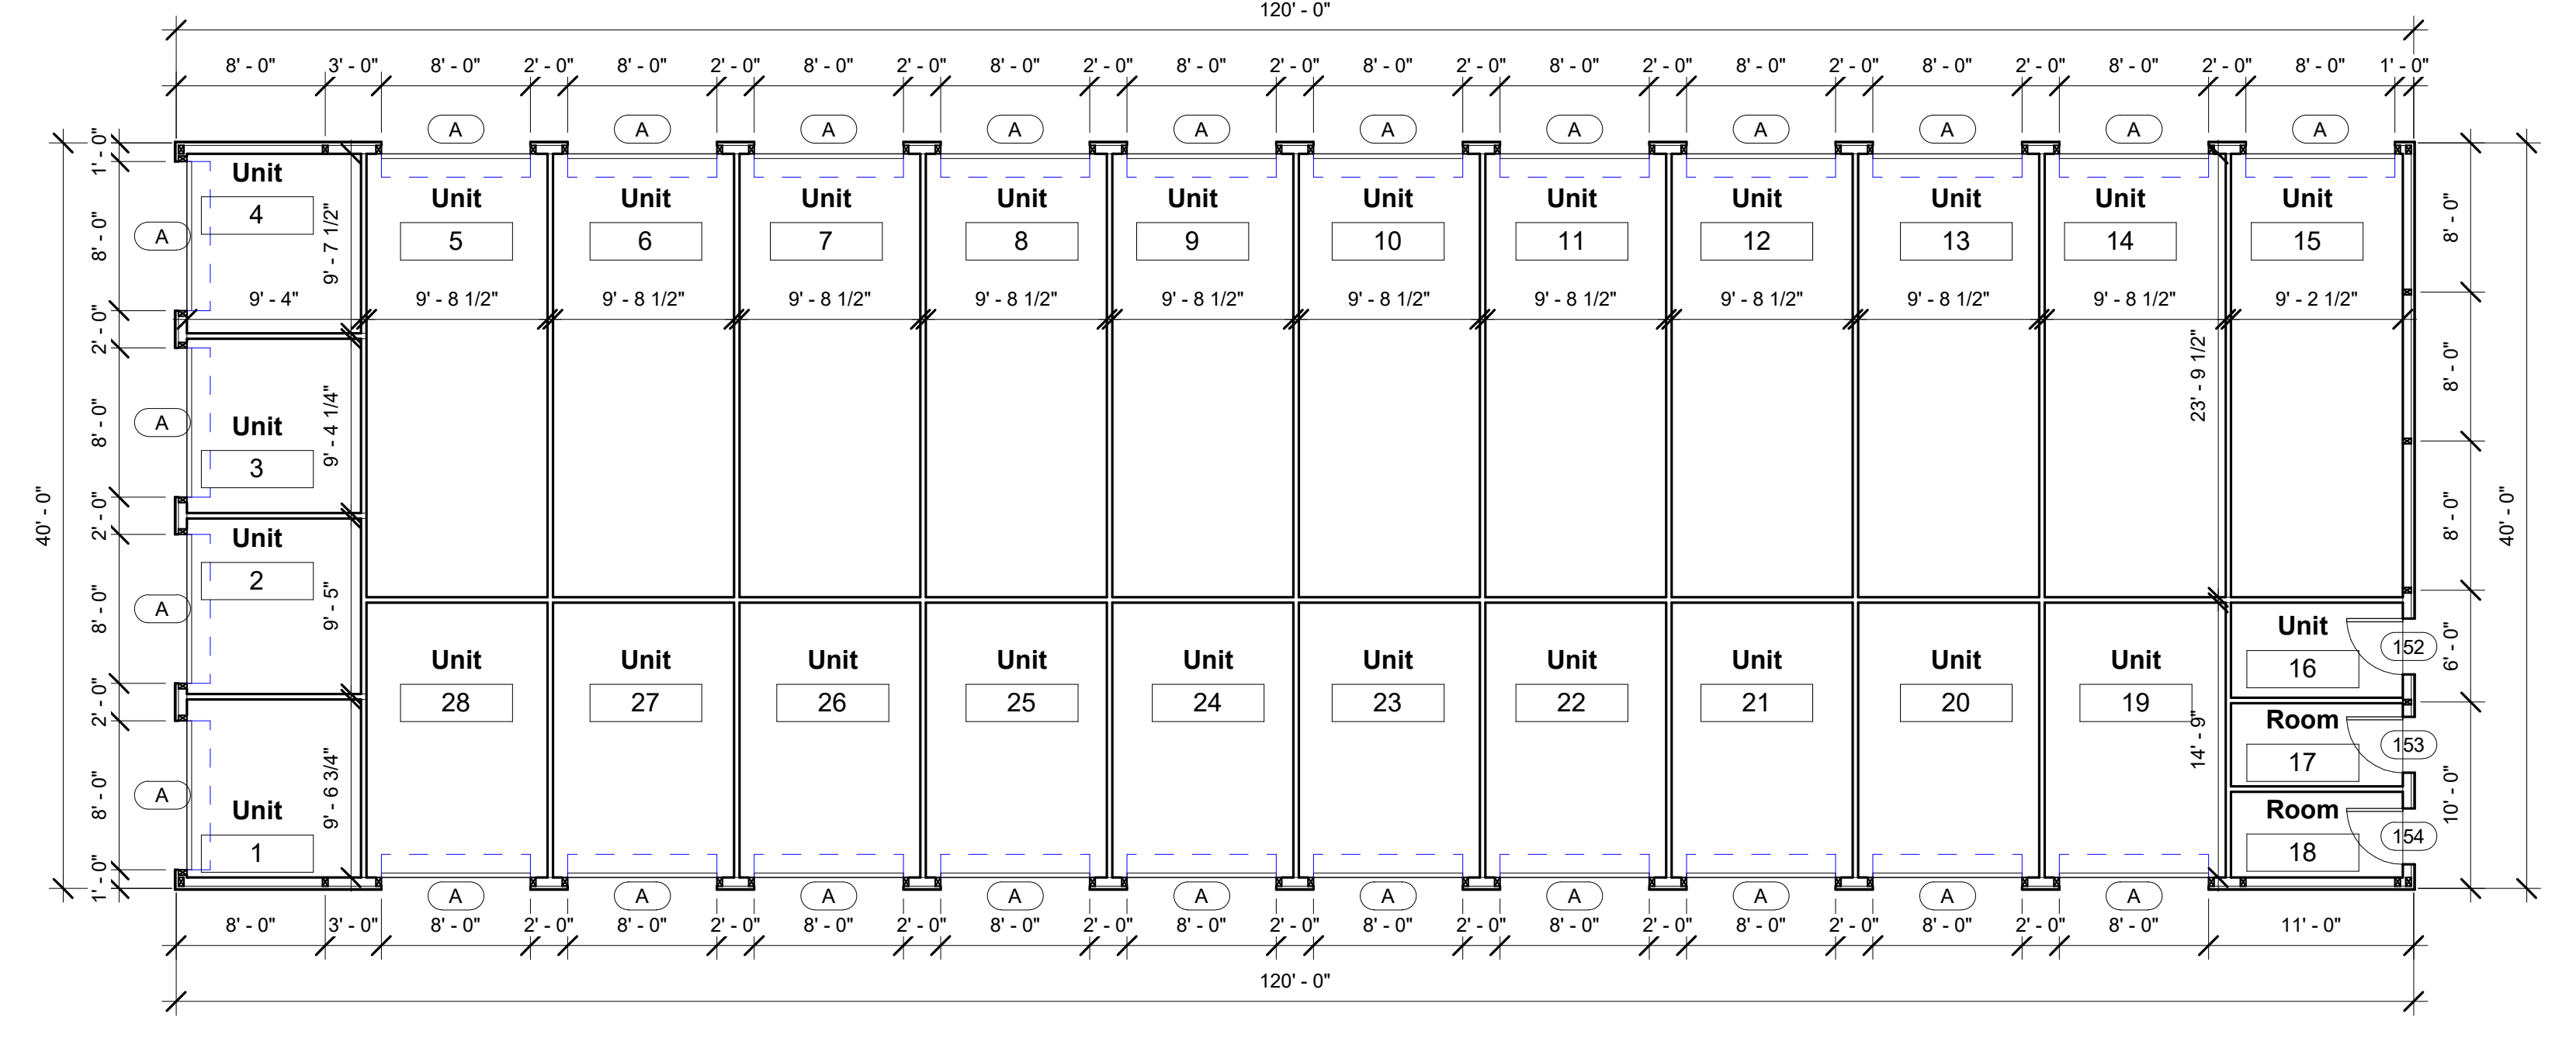 120' - 0"
8' - 0" 3' - 0" 8' - 0" 2' - 0" 8' - 0" 2' - 0" 8' - 0" 2' - 0" 8' - 0" 2' - 0" 8' - 0" 2' - 0" 8' - 0" 2' - 0" 8' - 0" 2' - 0" 8' - 0" 2' - 0" 8' - 0" 2' - 0" 8' - 0" 2' - 0" 8' - 0" 1' - 0"
A A A A A A A A A A A
40' - 0"
1' - 0"
8' - 0"
2' - 0"
8' - 0"
2' - 0"
8' - 0"
2' - 0"
8' - 0"
1' - 0"
A
A
A
A
Unit
4
9' - 7 1/2"
Unit Unit Unit Unit Unit Unit Unit Unit Unit Unit Unit
5 6 7 8 9 10 11 12 13 14 15
9' - 4" 9' - 8 1/2" 9' - 8 1/2" 9' - 8 1/2" 9' - 8 1/2" 9' - 8 1/2" 9' - 8 1/2" 9' - 8 1/2" 9' - 8 1/2" 9' - 8 1/2" 9' - 8 1/2" 9' - 2 1/2"
23' - 9 1/2"
9' - 4 1/4"
Unit
3
Unit
2
9' - 5"
Unit
1
9' - 6 3/4"
Unit Unit Unit Unit Unit Unit Unit Unit Unit Unit
28 27 26 25 24 23 22 21 20 19
14' - 9"
Unit
16
152
Room
17
153
Room
18
154
8' - 0"
8' - 0"
8' - 0"
6' - 0"
10' - 0"
40' - 0"
A A A A A A A A A A
8' - 0" 3' - 0" 8' - 0" 2' - 0" 8' - 0" 2' - 0" 8' - 0" 2' - 0" 8' - 0" 2' - 0" 8' - 0" 2' - 0" 8' - 0" 2' - 0" 8' - 0" 2' - 0" 8' - 0" 2' - 0" 8' - 0" 2' - 0" 8' - 0" 11' - 0"
120' - 0"